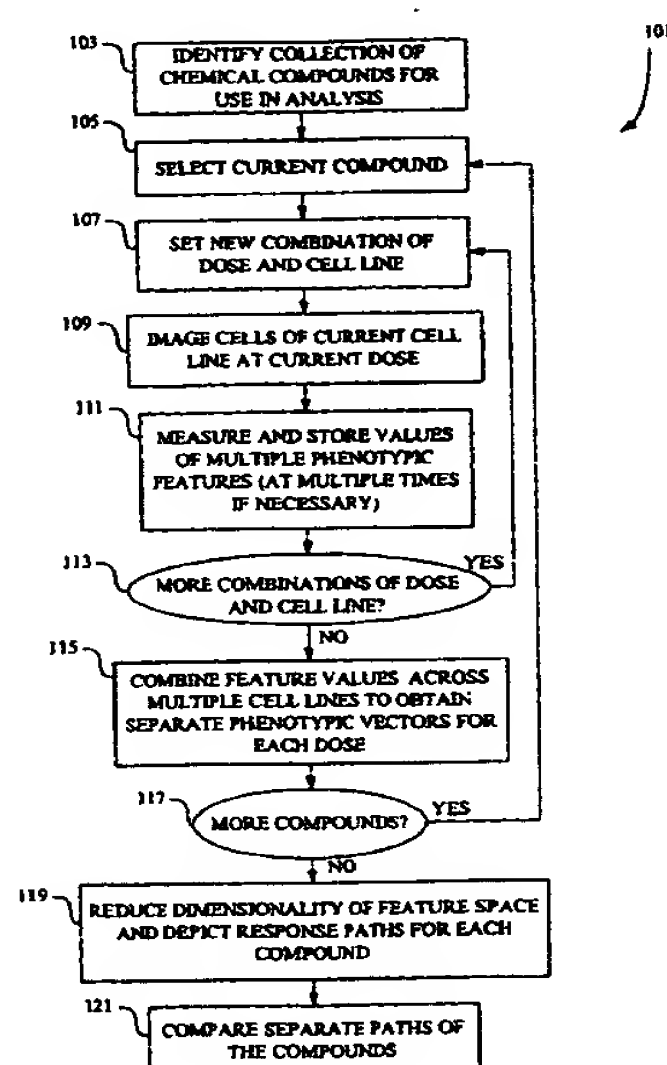 101
103
IDENTIFY COLLECTION OF
CHEMICAL COMPOUNDS FOR
USE IN ANALYSIS
105
SELECT CURRENT COMPOUND
107
SET NEW COMBINATION OF
DOSE AND CELL LINE
109
IMAGE CELLS OF CURRENT CELL
LINE AT CURRENT DOSE
111
MEASURE AND STORE VALUES
OF MULTIPLE PHENOTYPIC
FEATURES (AT MULTIPLE TIMES
IF NECESSARY)
113
YES
MORE COMBINATIONS OF DOSE
AND CELL LINE?
NO
115
COMBINE FEATURE VALUES ACROSS
MULTIPLE CELL LINES TO OBTAIN
SEPARATE PHENOTYPIC VECTORS FOR
EACH DOSE
117
YES
MORE COMPOUNDS?
NO
119
REDUCE DIMENSIONALITY OF FEATURE SPACE
AND DEPICT RESPONSE PATHS FOR EACH
COMPOUND
121
COMPARE SEPARATE PATHS OF
THE COMPOUNDS